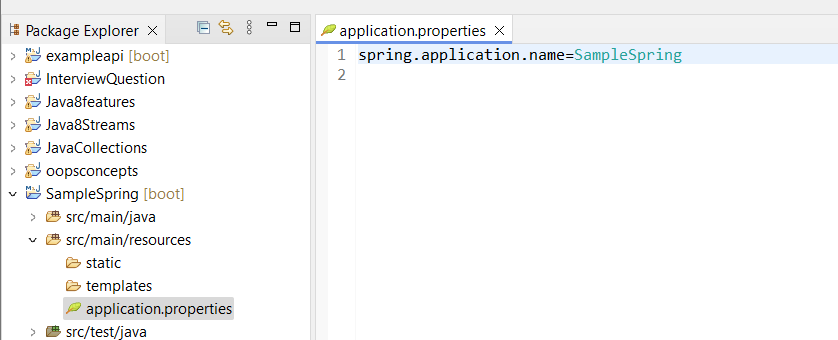 Package Explorer
exampleapi [boot]
InterviewQuestion
Java8features
Java8Streams
JavaCollections
oopsconcepts
SampleSpring [boot]
src/main/java
src/main/resources
static
templates
application.properties
src/test/java
application.properties
1 spring.application.name=SampleSpring
2